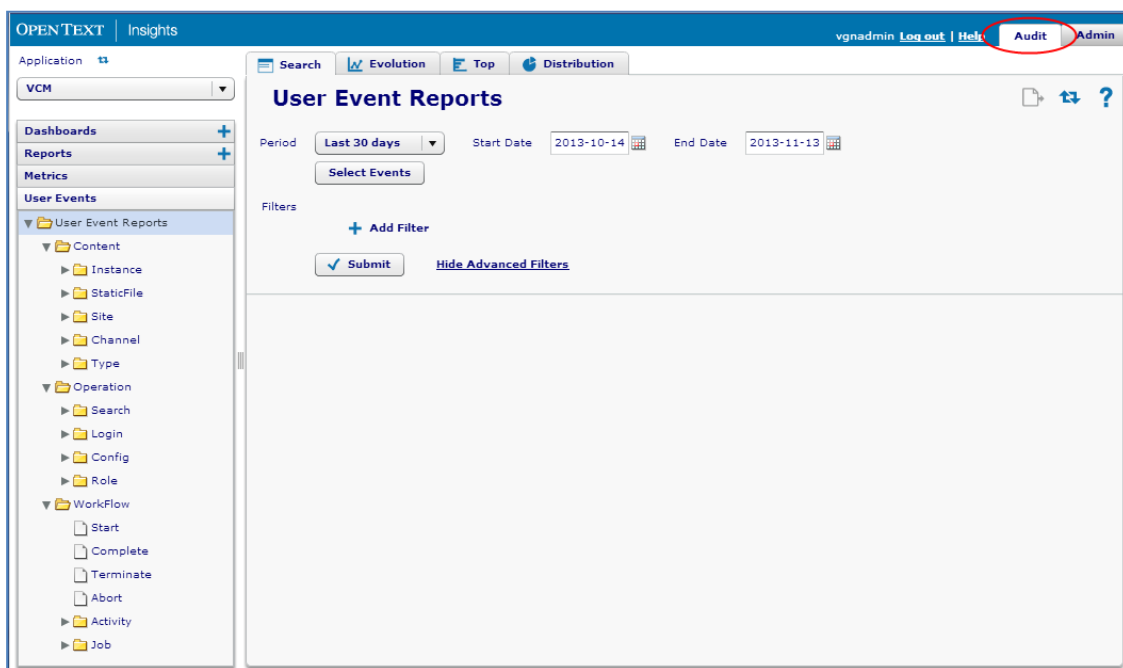 OPEN TEXT | Insights
vgnadmin Log out | Help Audit Admin
Application
VCM
Dashboards
Reports
Metrics
User Events
User Event Reports
Content
Instance
StaticFile
Site
Channel
Type
Operation
Search
Login
Config
Role
WorkFlow
Start
Complete
Terminate
Abort
Activity
Job
Search Evolution Top Distribution
User Event Reports
Period Last 30 days Start Date 2013-10-14 End Date 2013-11-13
Select Events
Filters
Add Filter
Submit Hide Advanced Filters